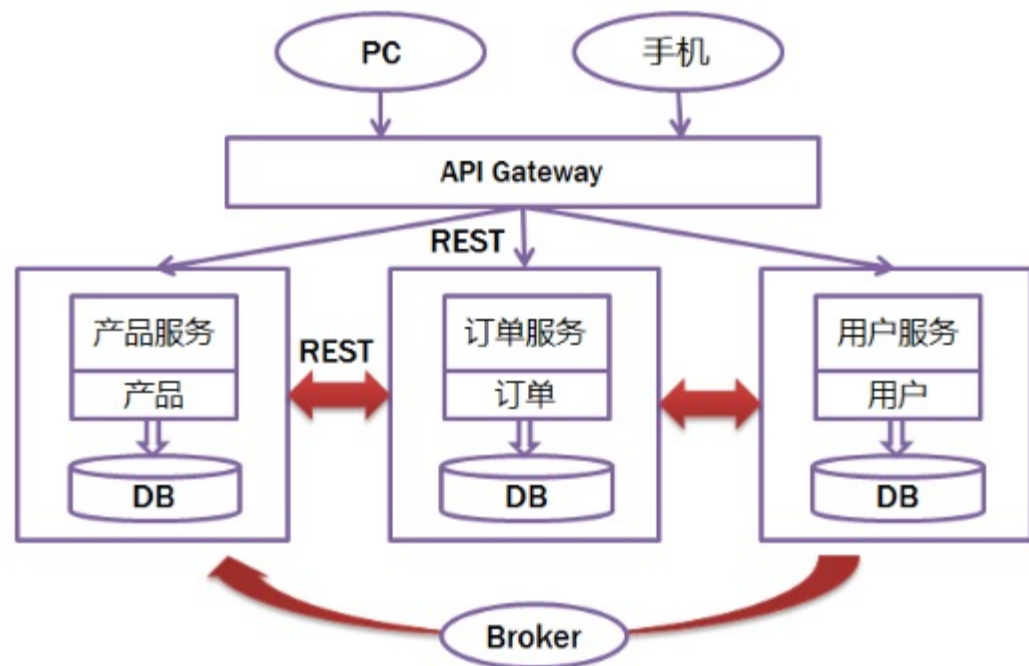 PC
手机
API Gateway
REST
产品服务
产品
DB
REST
订单服务
订单
DB
用户服务
用户
DB
Broker